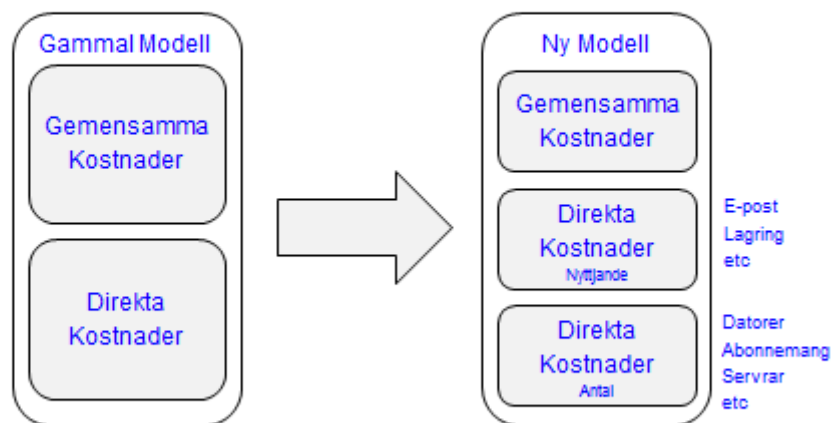 Gammal Modell
Gemensamma
Kostnader
Direkta
Kostnader
Ny Modell
Gemensamma
Kostnader
Direkta
Kostnader
Nyttjande
E-post
Lagring
etc
Direkta
Kostnader
Antal
Datorer
Abonnemang
Servrar
etc